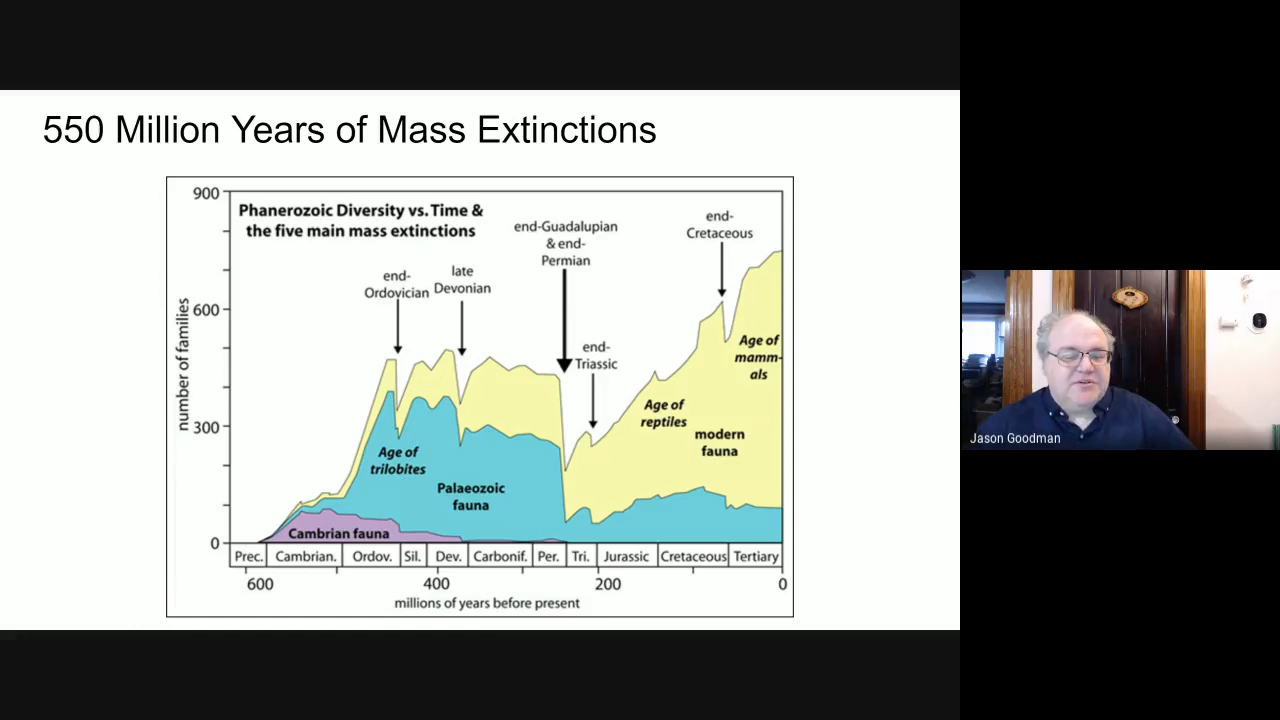 550 Million Years of Mass Extinctions
900
600
300
0
number of families
Phanerozoic Diversity vs. Time &
the five main mass extinctions
end-
Ordovician
late
Devonian
end-Guadalupian
& end-
Permian
end-
Triassic
end-
Cretaceous
Age of
mamm-
als
Age of
reptiles
modern
fauna
Age of
trilobites
Palaeozoic
fauna
Cambrian fauna
Prec. Cambrian. Ordov. Sil. Dev. Carbonif. Per. Tri. Jurassic Cretaceous Tertiary
600 400 200 0
millions of years before present
Jason Goodman